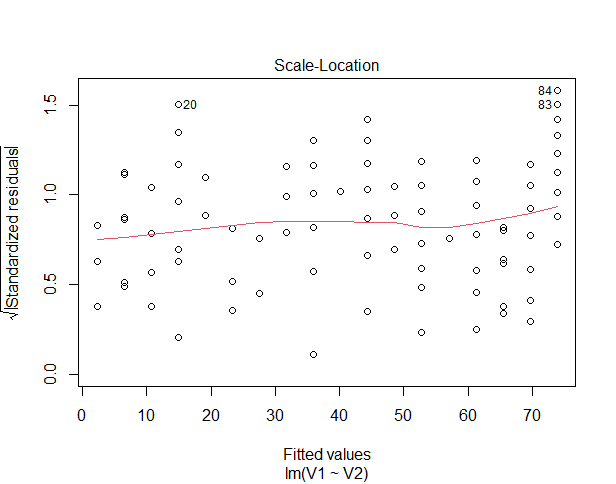 Scale-Location
√|Standardized residuals|
1.5
1.0
0.5
0.0
84
20
83
0 10 20 30 40 50 60 70
Fitted values
lm(V1 ~ V2)